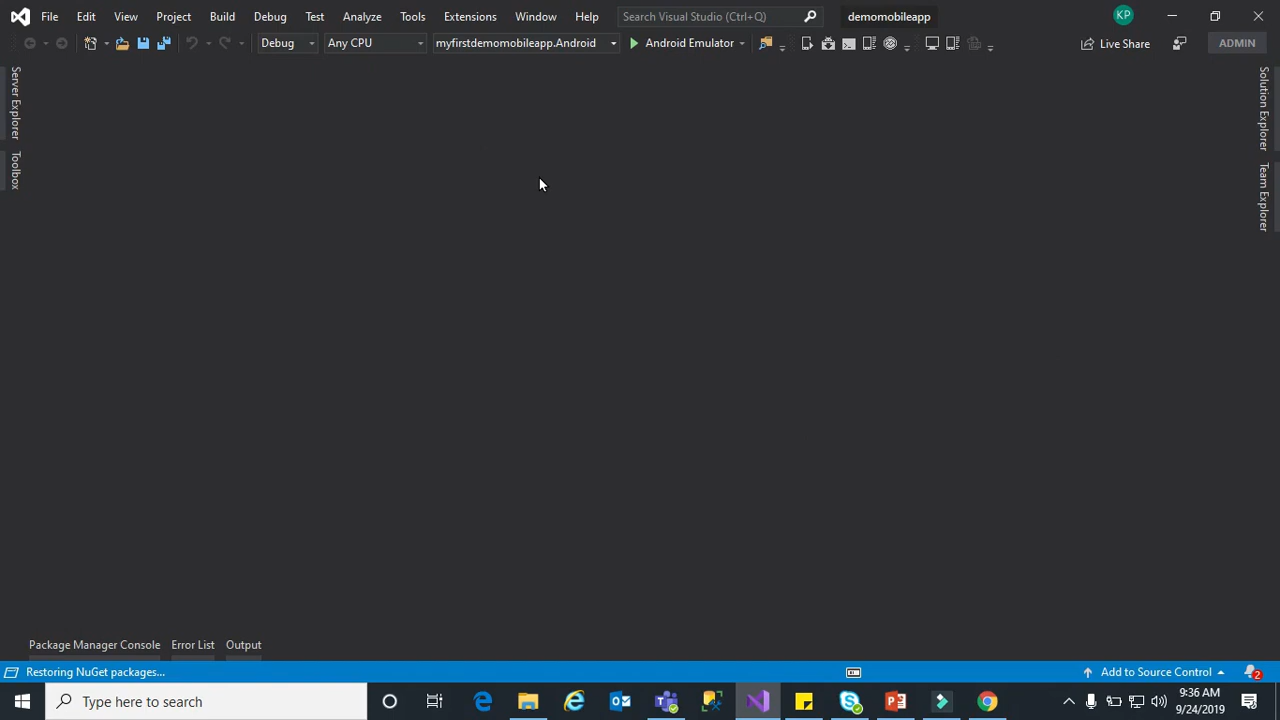 File Edit View Project Build Debug Test Analyze Tools Extensions Window Help Search Visual Studio (Ctrl+Q) demomobileapp KP
Debug Any CPU myfirstdemomobileapp.Android Android Emulator Live Share ADMIN
Server Explorer
Toolbox
Solution Explorer
Team Explorer
Package Manager Console Error List Output
Restoring NuGet packages... Add to Source Control 2
Type here to search
9:36 AM
9/24/2019